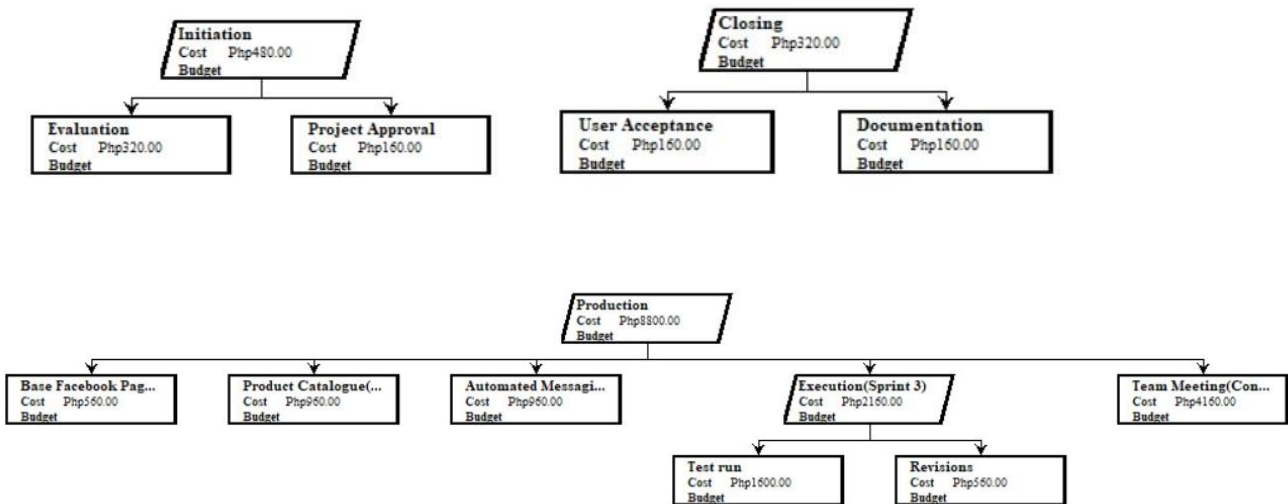 Initiation
Cost Php480.00
Budget
Evaluation
Cost Php320.00
Budget
Project Approval
Cost Php160.00
Budget
Closing
Cost Php320.00
Budget
User Acceptance
Cost Php160.00
Budget
Documentation
Cost Php160.00
Budget
Production
Cost Php8800.00
Budget
Base Facebook Pag...
Cost Php560.00
Budget
Product Catalogue(...
Cost Php960.00
Budget
Automated Messagi...
Cost Php960.00
Budget
Execution(Sprint 3)
Cost Php2160.00
Budget
Team Meeting(Con...
Cost Php4160.00
Budget
Test run
Cost Php1600.00
Budget
Revisions
Cost Php560.00
Budget